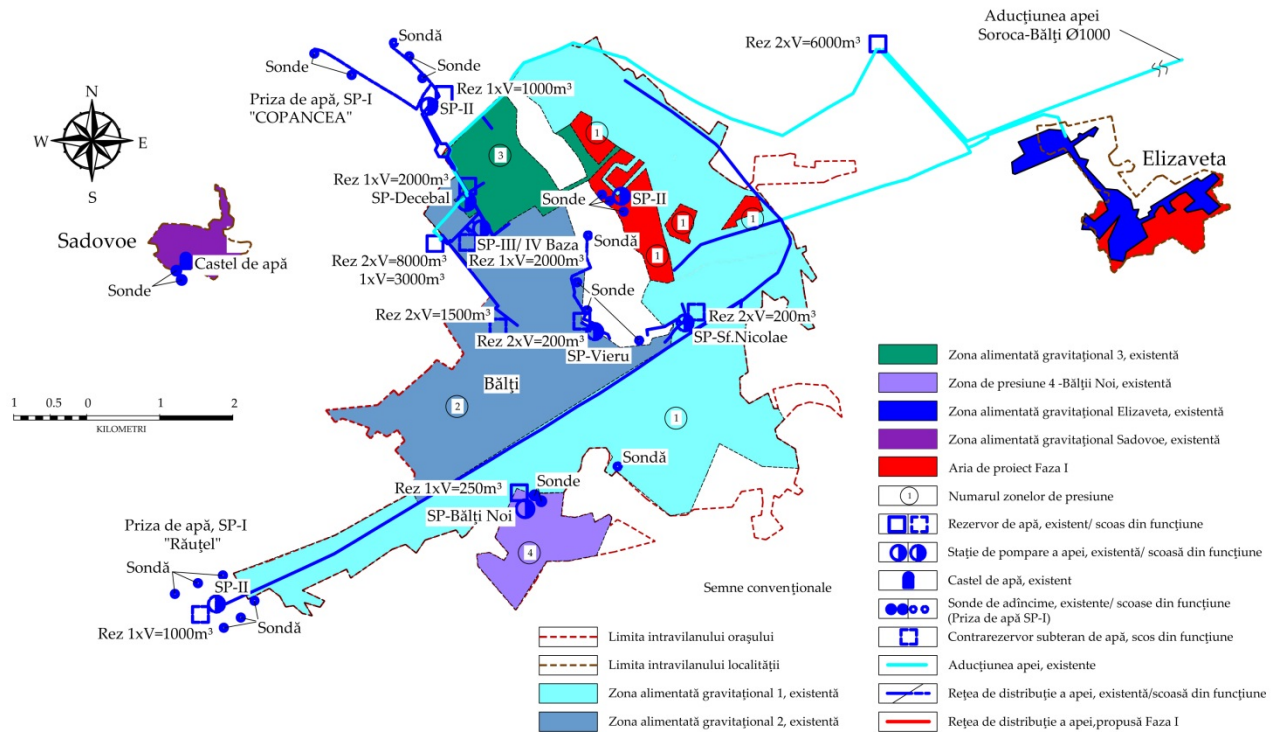 Aducțiunea apei
Soroca-Bălți Ø1000
Rez 2xV=6000m³
Sondă
Sonde
Sonde
Rez 1xV=1000m³
SP-II
Priza de apă, SP-I
"COPANCEA"
N
W
E
S
1
3
Elizaveta
Rez 1xV=2000m³
SP-Decebal
Sonde
SP-II
1
1
Sadovoe
Castel de apă
Sonde
Sondă
SP-III/ IV Baza
Rez 2xV=8000m³
Rez 1xV=2000m³
1xV=3000m³
1
Sonde
Rez 2xV=1500m³
Rez 2xV=200m³
Rez 2xV=200m³
SP-Sf.Nicolae
SP-Vieru
Bălți
2
1
1
0.5
0
1
2
KILOMETRI
Sondă
Rez 1xV=250m³
Sonde
SP-Bălți Noi
4
Priza de apă, SP-I
"Răuțel"
Sondă
SP-II
Sondă
Rez 1xV=1000m³
Semne convenționale
Limita intravilanului orașului
Limita intravilanului localității
Zona alimentată gravitațional 1, existentă
Zona alimentată gravitațional 2, existentă
Zona alimentată gravitațional 3, existentă
Zona de presiune 4 -Bălții Noi, existentă
Zona alimentată gravitațional Elizaveta, existentă
Zona alimentată gravitațional Sadovoe, existentă
Aria de proiect Faza I
1
Numarul zonelor de presiune
Rezervor de apă, existent/ scoas din funcțiune
Stație de pompare a apei, existentă/ scoasă din funcțiune
Castel de apă, existent
Sonde de adîncime, existente/ scoase din funcțiune
(Priza de apă SP-I)
Contrarezervor subteran de apă, scos din funcțiune
Aducțiunea apei, existente
Rețea de distribuție a apei, existentă/scoasă din funcțiune
Rețea de distribuție a apei,propusă Faza I